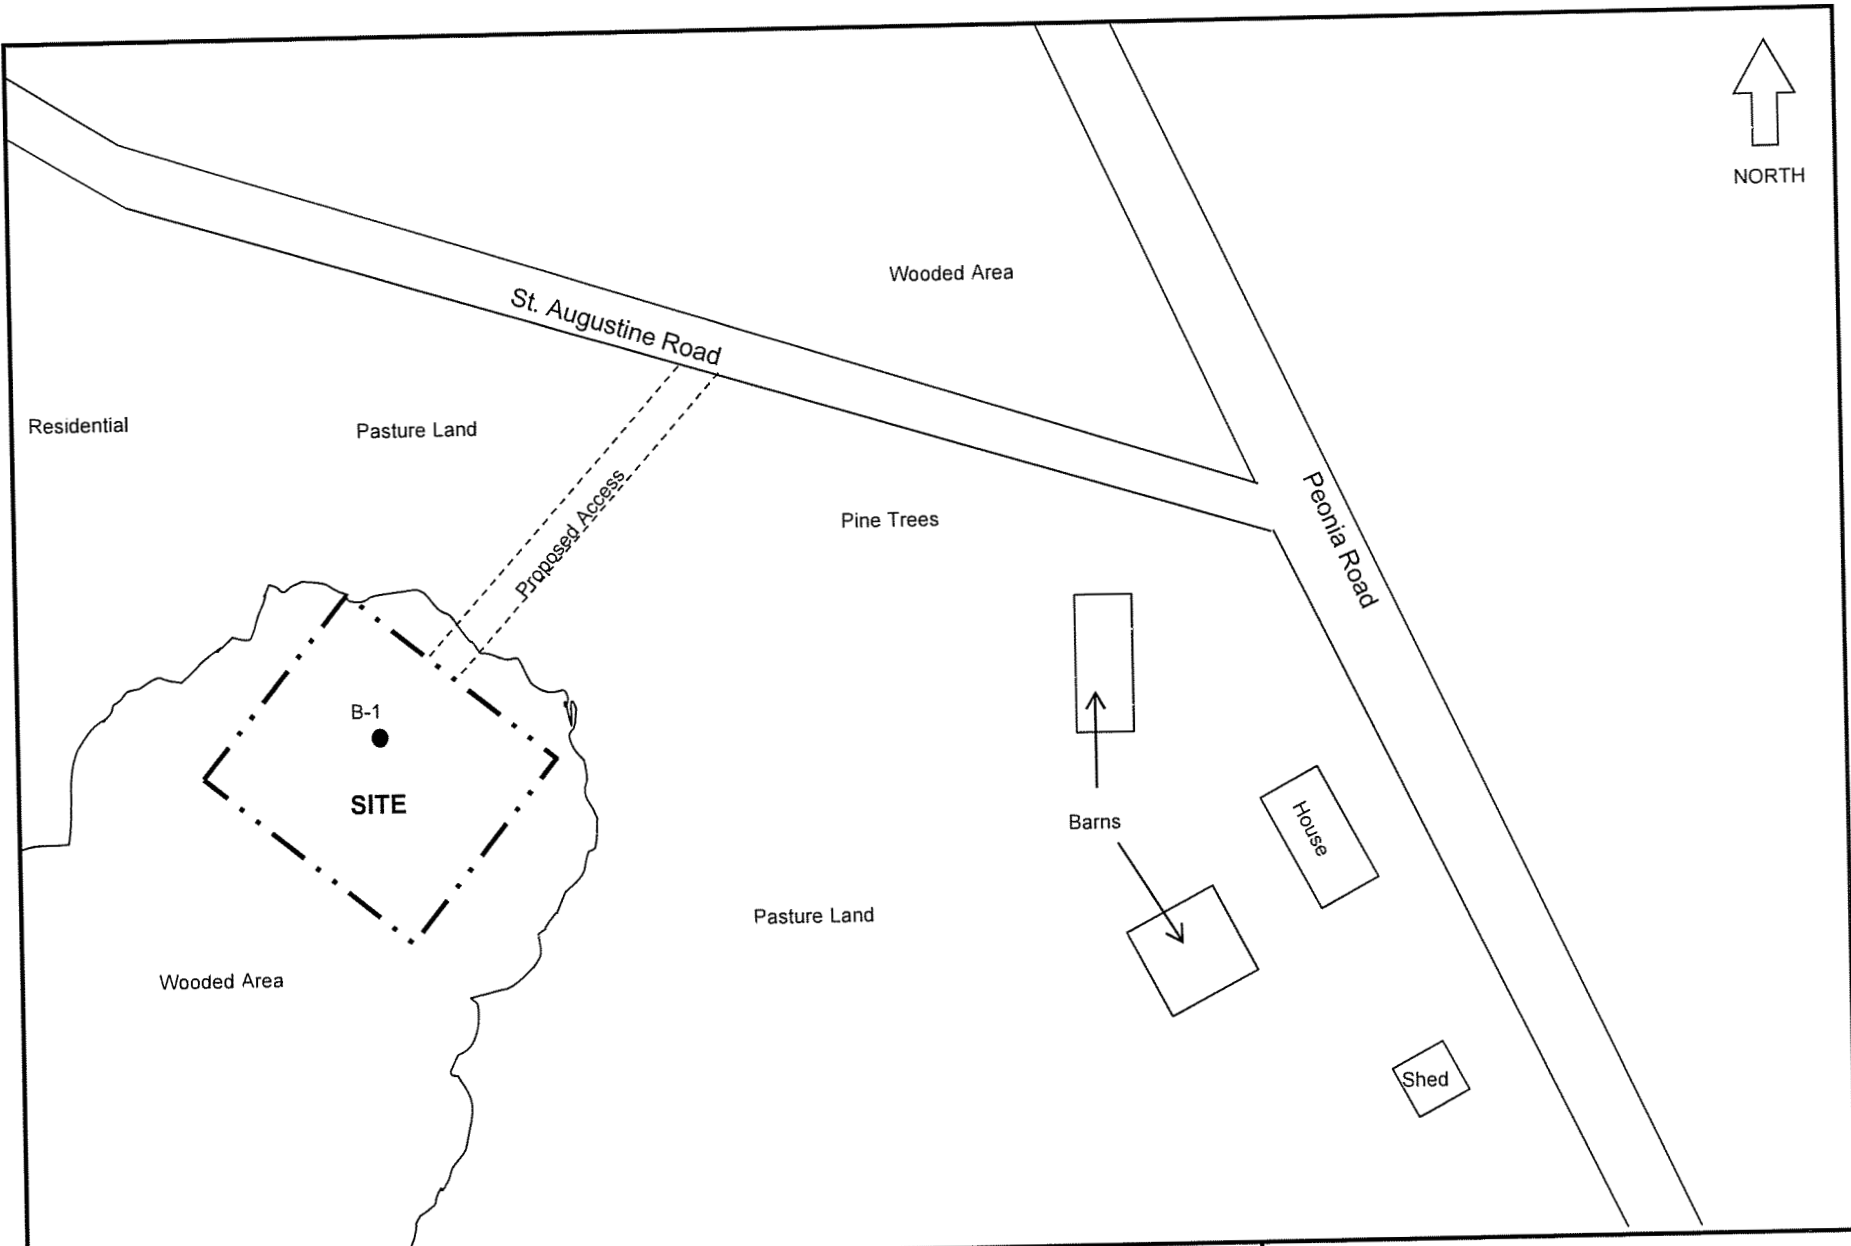 NORTH
Wooded Area
St. Augustine Road
Residential
Pasture Land
Proposed Access
Pine Trees
Peonia Road
B-1
SITE
Barns
House
Pasture Land
Wooded Area
Shed